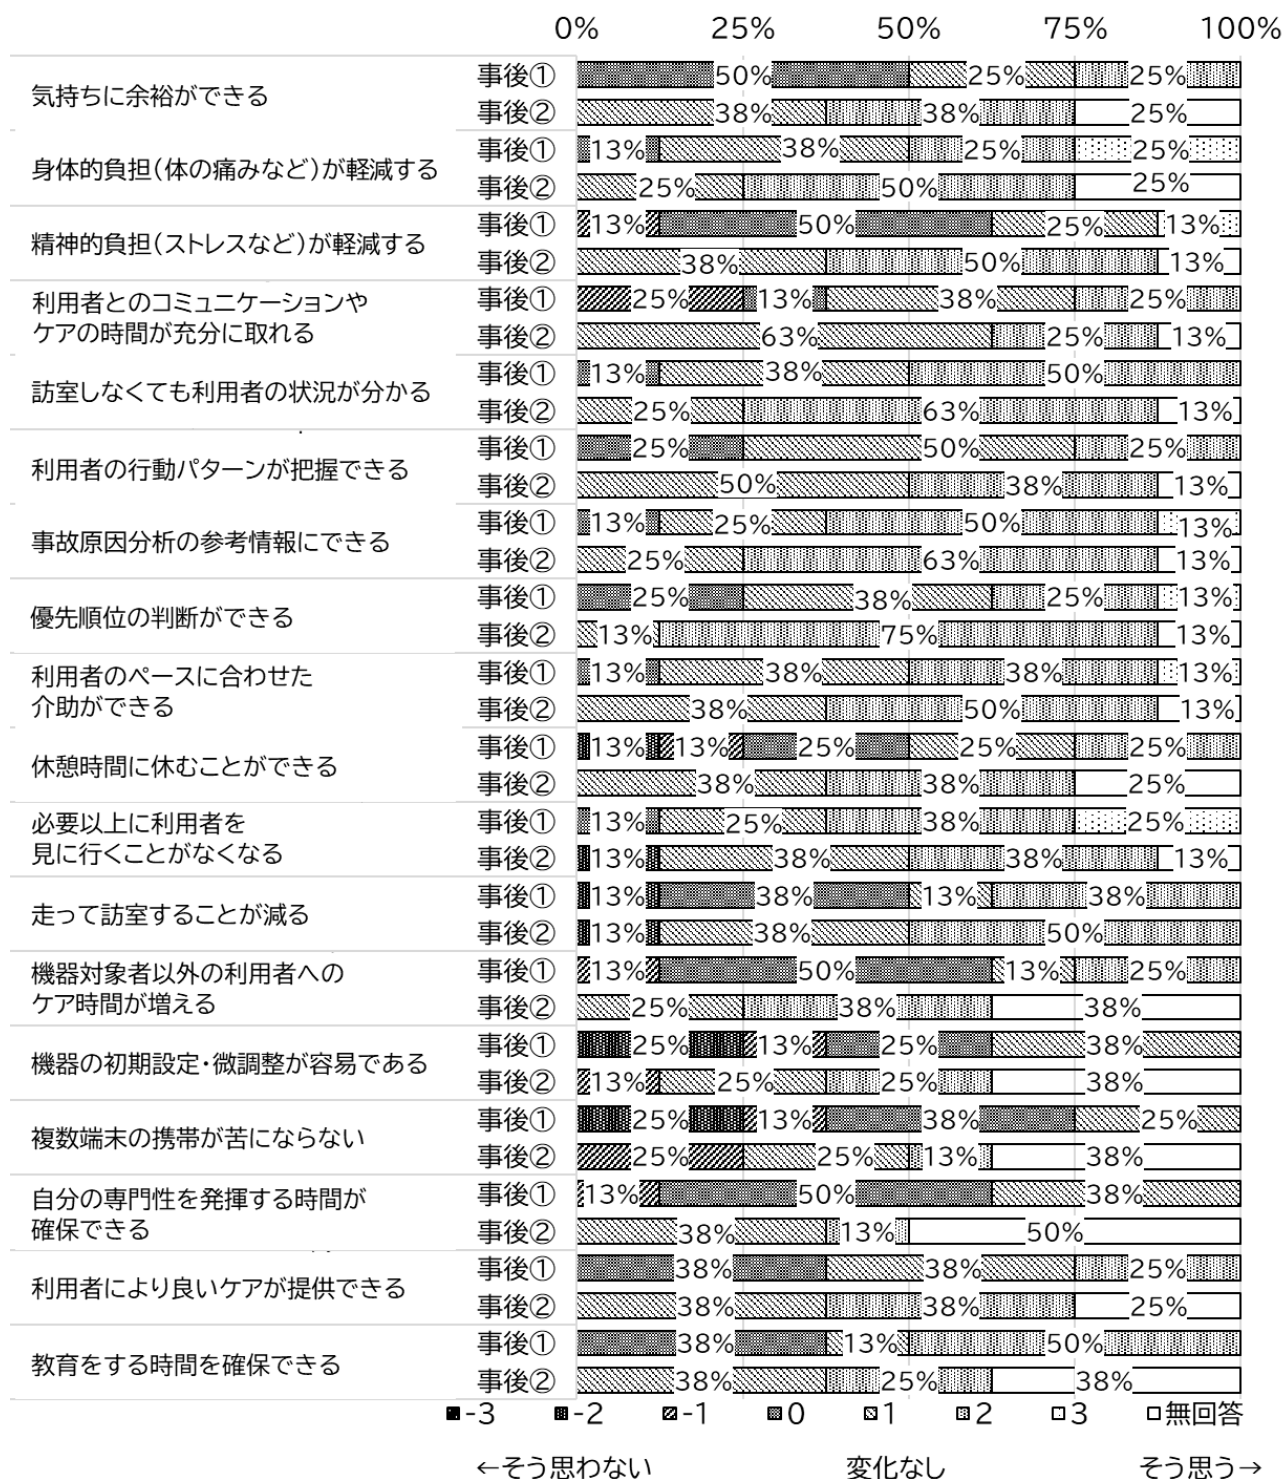 0% 25% 50% 75% 100%
気持ちに余裕ができる
事後① 50% 25% 25%
事後② 38% 38% 25%
身体的負担(体の痛みなど)が軽減する
事後① 13% 38% 25% 25%
事後② 25% 50% 25%
精神的負担(ストレスなど)が軽減する
事後① 13% 50% 25% 13%
事後② 38% 50% 13%
利用者とのコミュニケーションや
ケアの時間が充分に取れる
事後① 25% 13% 38% 25%
事後② 63% 25% 13%
訪室しなくても利用者の状況が分かる
事後① 13% 38% 50%
事後② 25% 63% 13%
利用者の行動パターンが把握できる
事後① 25% 50% 25%
事後② 50% 38% 13%
事故原因分析の参考情報にできる
事後① 13% 25% 50% 13%
事後② 25% 63% 13%
優先順位の判断ができる
事後① 25% 38% 25% 13%
事後② 13% 75% 13%
利用者のペースに合わせた
介助ができる
事後① 13% 38% 38% 13%
事後② 38% 50% 13%
休憩時間に休むことができる
事後① 13% 13% 25% 25% 25%
事後② 38% 38% 25%
必要以上に利用者を
見に行くことがなくなる
事後① 13% 25% 38% 25%
事後② 13% 38% 38% 13%
走って訪室することが減る
事後① 13% 38% 13% 38%
事後② 13% 38% 50%
機器対象者以外の利用者への
ケア時間が増える
事後① 13% 50% 13% 25%
事後② 25% 38% 38%
機器の初期設定・微調整が容易である
事後① 25% 13% 25% 38%
事後② 13% 25% 25% 38%
複数端末の携帯が苦にならない
事後① 25% 13% 38% 25%
事後② 25% 25% 13% 38%
自分の専門性を発揮する時間が
確保できる
事後① 13% 50% 38%
事後② 38% 13% 50%
利用者により良いケアが提供できる
事後① 38% 38% 25%
事後② 38% 38% 25%
教育をする時間を確保できる
事後① 38% 13% 50%
事後② 38% 25% 38%
-3 -2 -1 0 1 2 3 無回答
←そう思わない 変化なし そう思う→